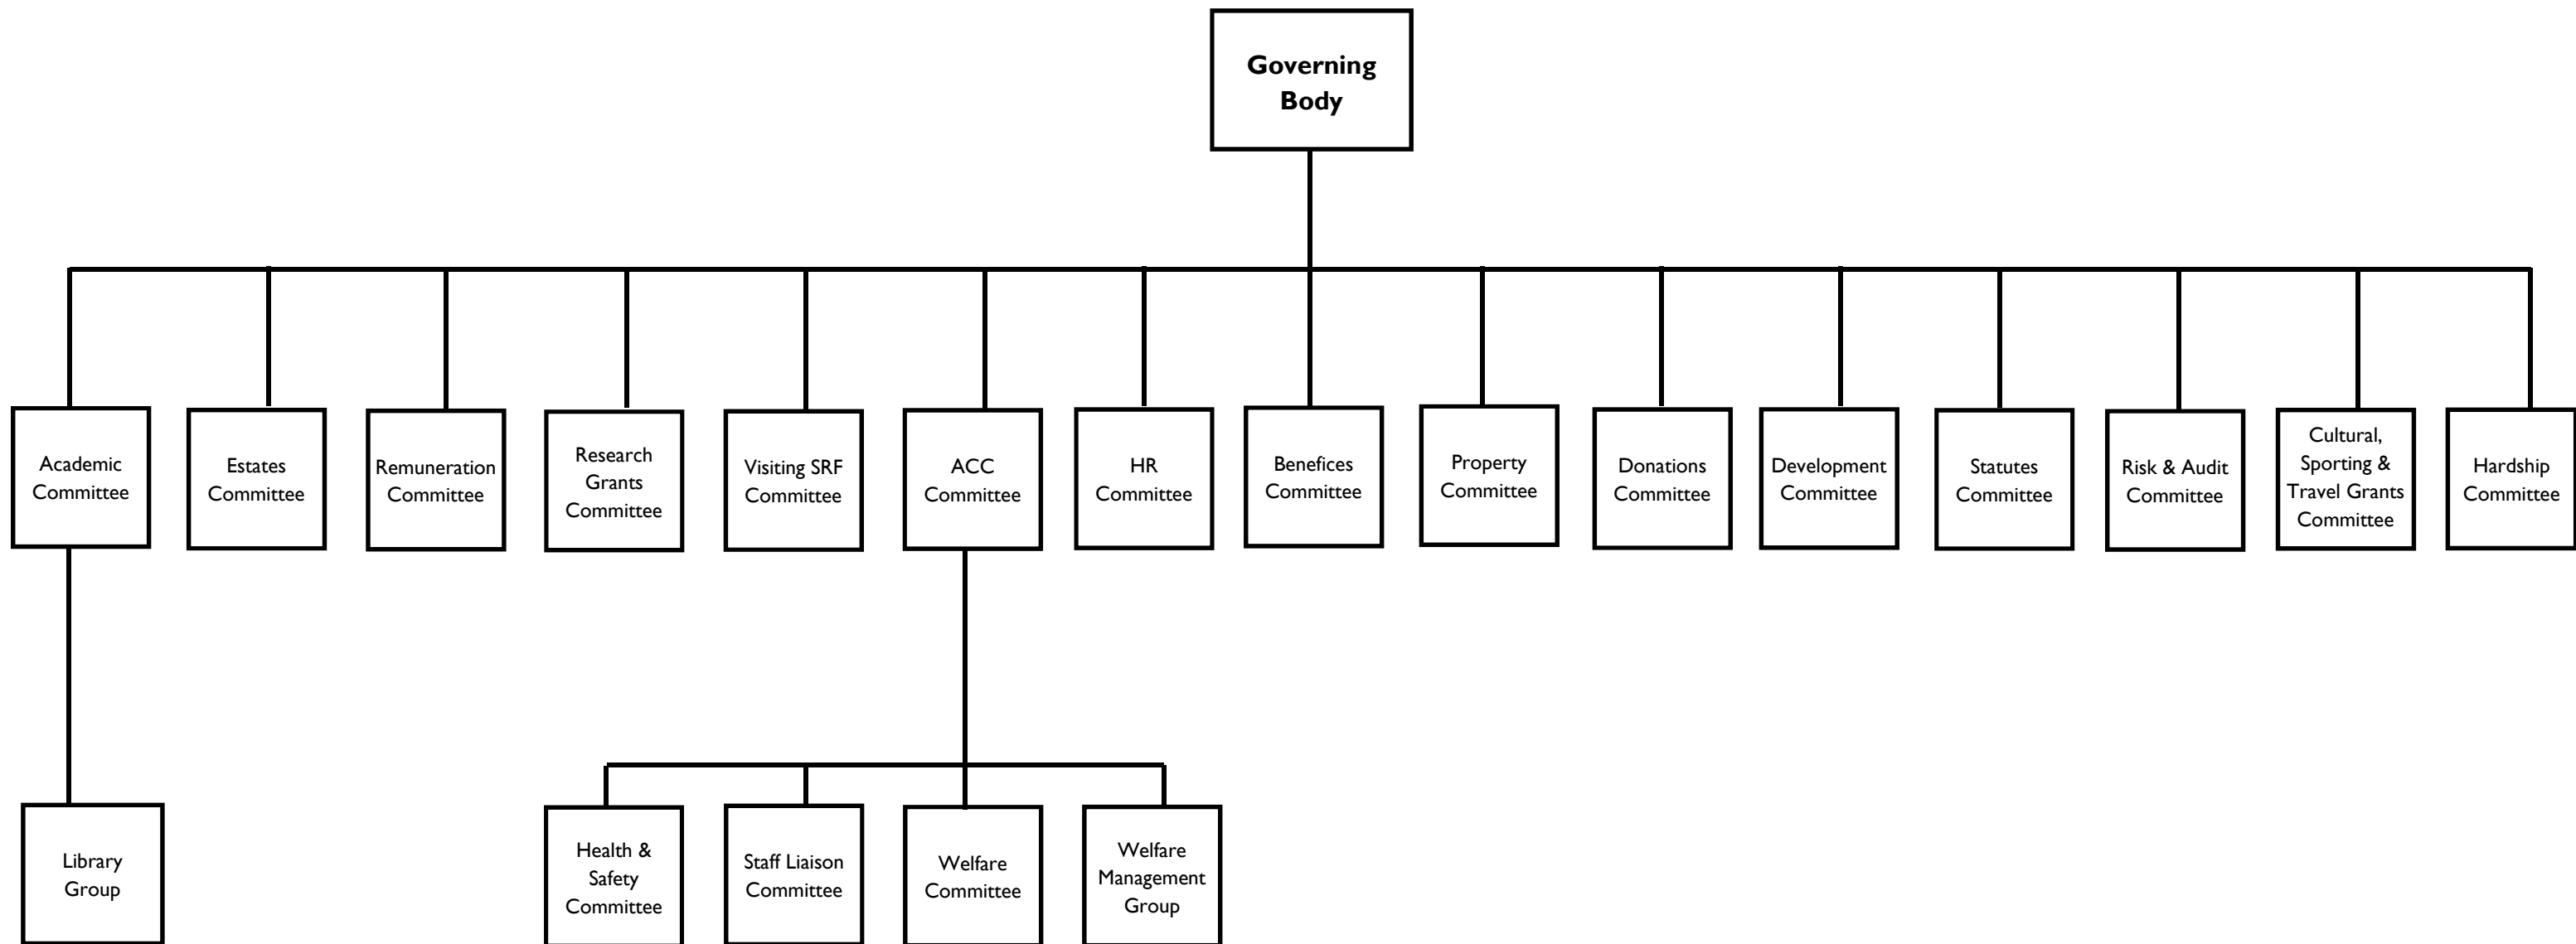 Governing
Body
Academic
Committee
Estates
Committee
Remuneration
Committee
Research
Grants
Committee
Visiting SRF
Committee
ACC
Committee
HR
Committee
Benefices
Committee
Property
Committee
Donations
Committee
Development
Committee
Statutes
Committee
Risk & Audit
Committee
Cultural,
Sporting &
Travel Grants
Committee
Hardship
Committee
Library
Group
Health &
Safety
Committee
Staff Liaison
Committee
Welfare
Committee
Welfare
Management
Group